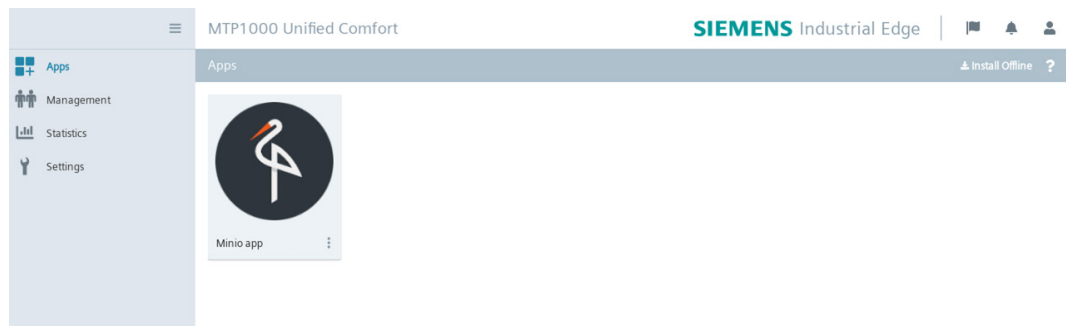 MTP1000 Unified Comfort
SIEMENS Industrial Edge
Apps
Management
Statistics
Settings
Apps
Install Offline ?
Minio app